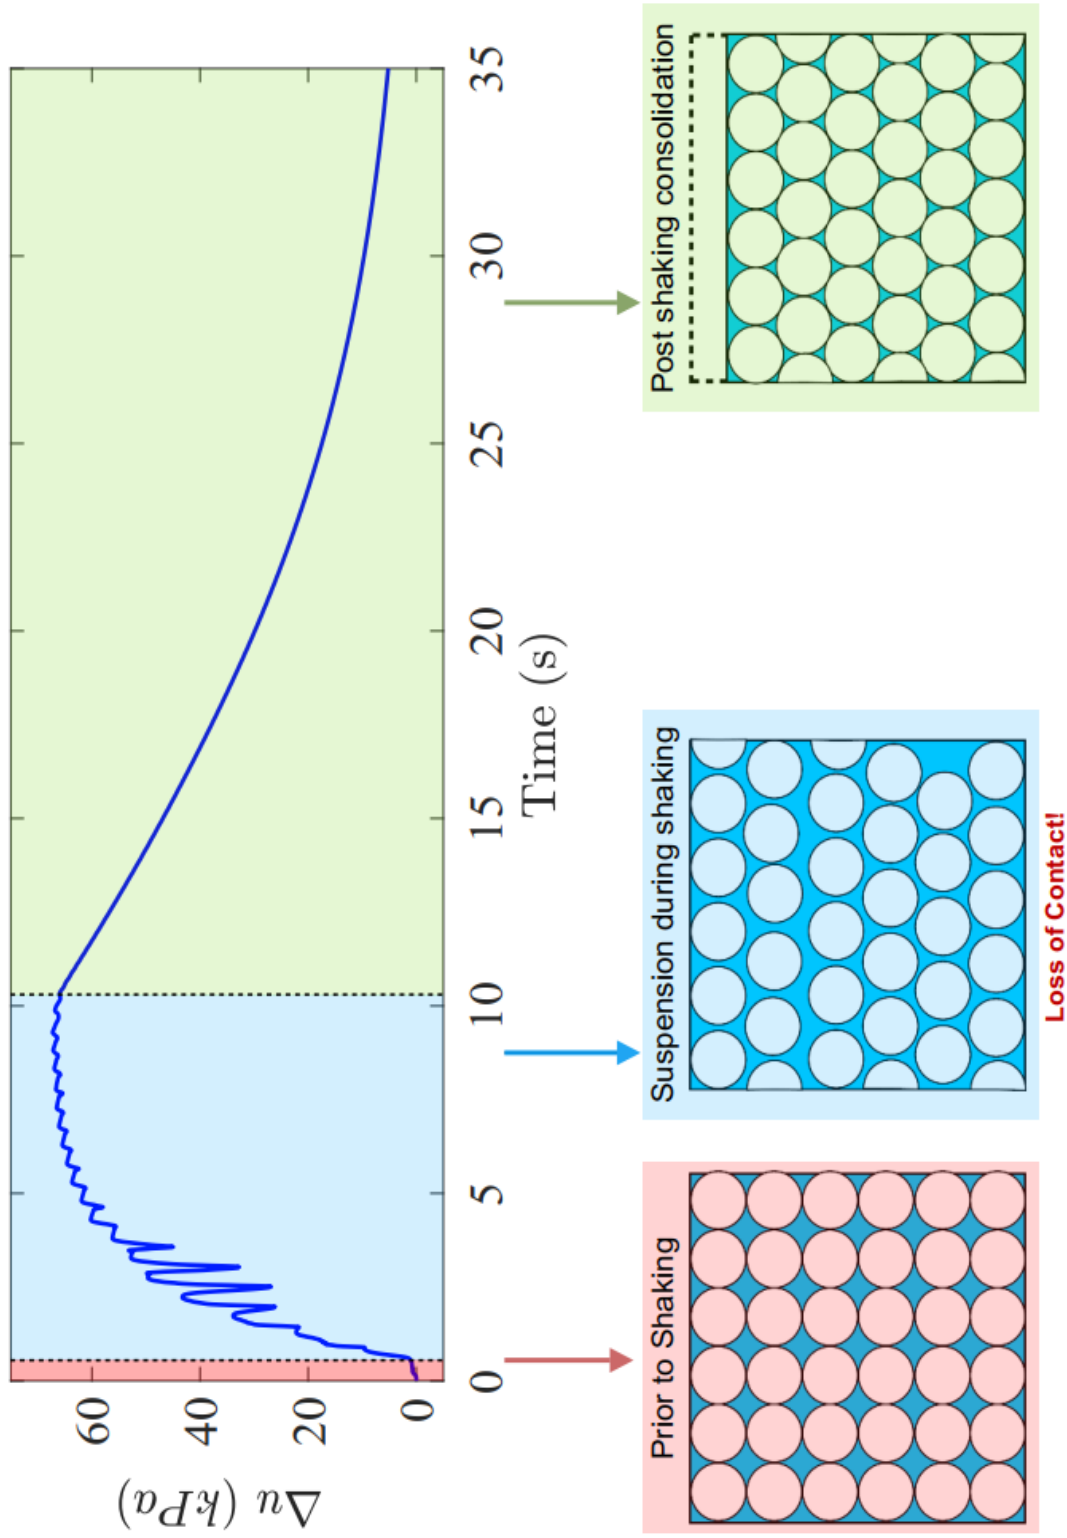 Δu (kPa)
60
40
20
0
0 5 10 15 20 25 30 35
Time (s)
Prior to Shaking
Suspension during shaking
Post shaking consolidation
Loss of Contact!